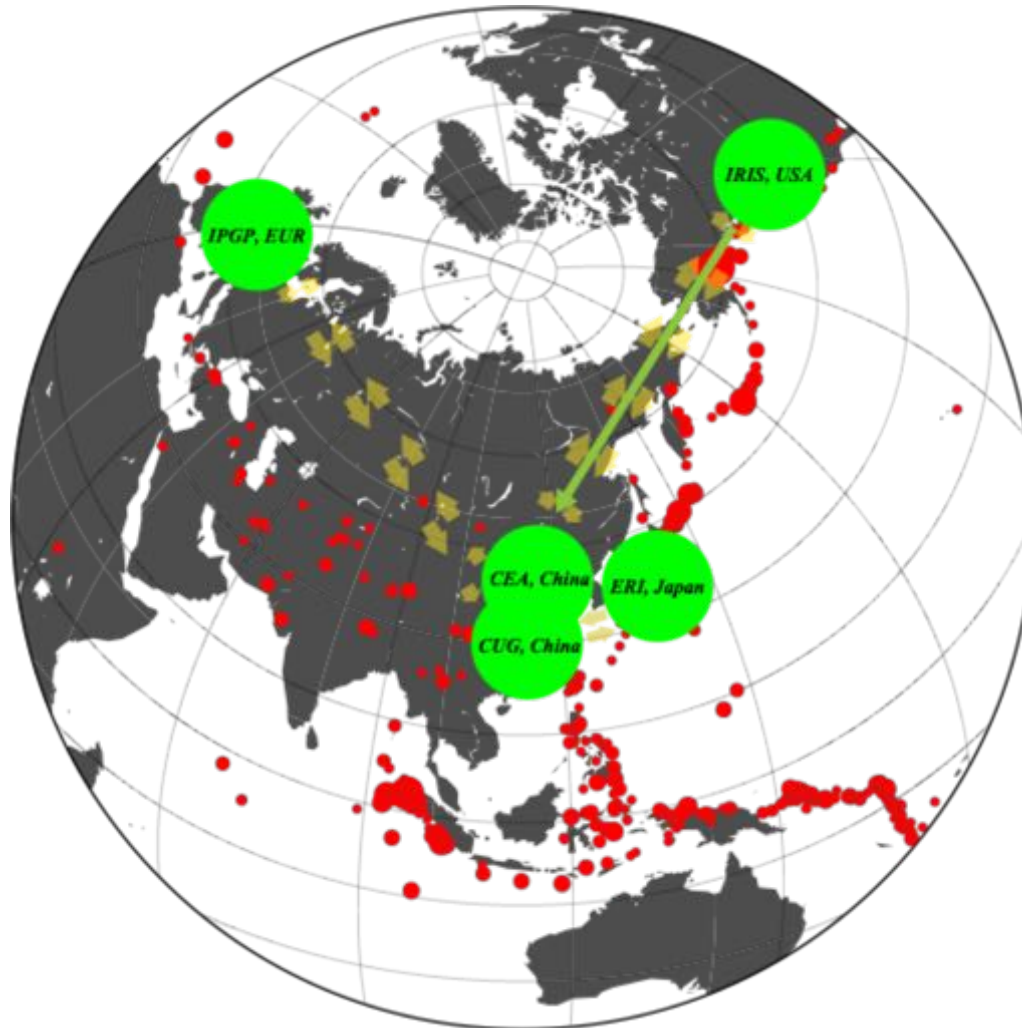 IRIS, USA
IPGP, EUR
CEA, China
ERI, Japan
CUG, China